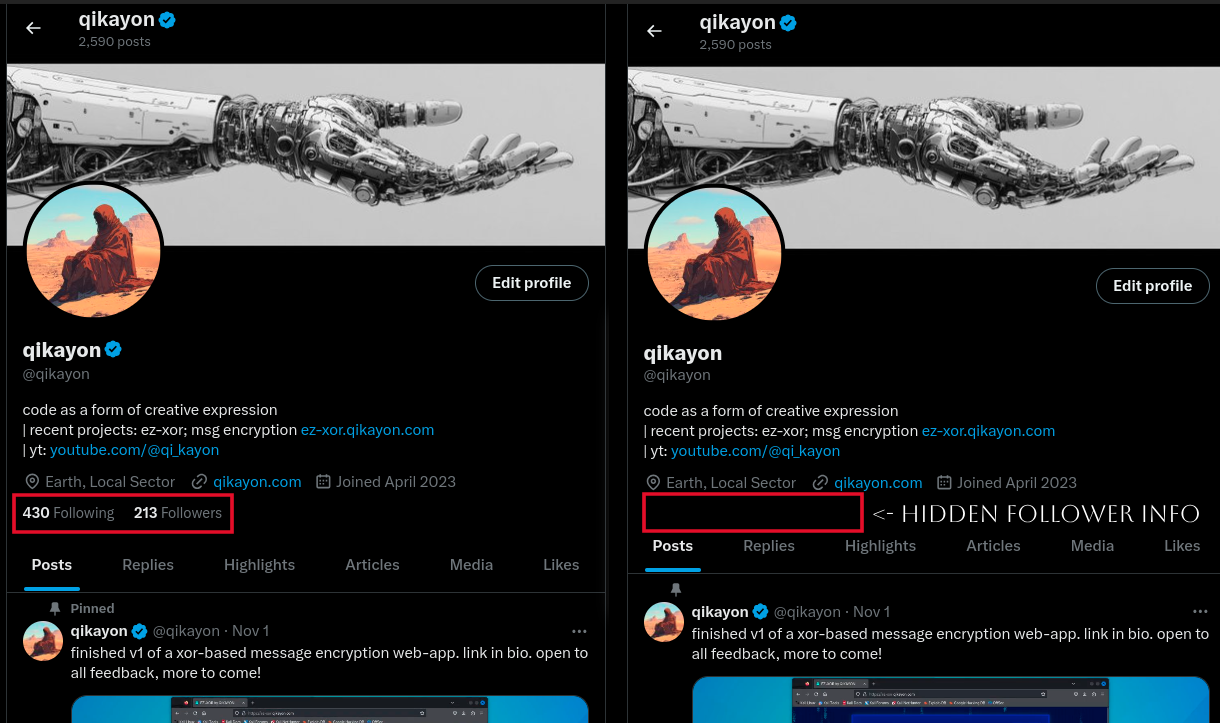 qikayon
2,590 posts
Edit profile
qikayon
@qikayon
code as a form of creative expression
| recent projects: ez-xor; msg encryption ez-xor.qikayon.com
| yt: youtube.com/@qi_kayon
Earth, Local Sector qikayon.com Joined April 2023
430 Following 213 Followers
Posts Replies Highlights Articles Media Likes
Pinned
qikayon @qikayon · Nov 1
finished v1 of a xor-based message encryption web-app. link in bio. open to
all feedback, more to come!
qikayon
2,590 posts
Edit profile
qikayon
@qikayon
code as a form of creative expression
| recent projects: ez-xor; msg encryption ez-xor.qikayon.com
| yt: youtube.com/@qi_kayon
Earth, Local Sector qikayon.com Joined April 2023
<- HIDDEN FOLLOWER INFO
Posts Replies Highlights Articles Media Likes
qikayon @qikayon · Nov 1
finished v1 of a xor-based message encryption web-app. link in bio. open to
all feedback, more to come!